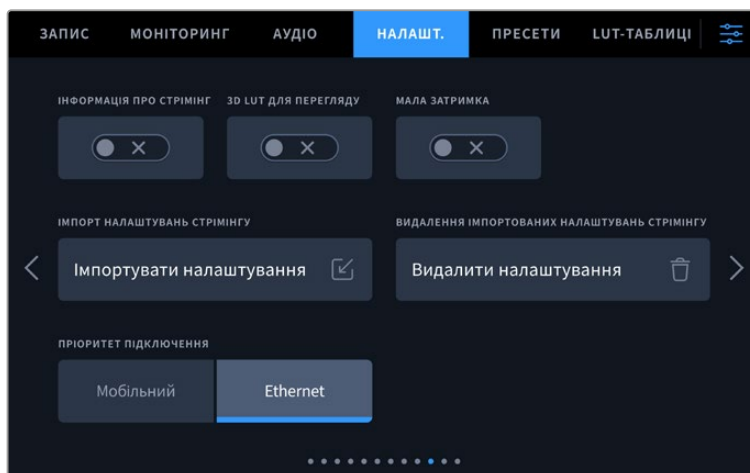 ЗАПИС МОНІТОРИНГ АУДІО НАЛАШТ. ПРЕСЕТИ LUT-ТАБЛИЦІ
ІНФОРМАЦІЯ ПРО СТРІМІНГ 3D LUT ДЛЯ ПЕРЕГЛЯДУ МАЛА ЗАТРИМКА
ІМПОРТ НАЛАШТУВАНЬ СТРІМІНГУ ВИДАЛЕННЯ ІМПОРТОВАНИХ НАЛАШТУВАНЬ СТРІМІНГУ
Імпортувати налаштування Видалити налаштування
ПРІОРИТЕТ ПІДКЛЮЧЕННЯ
Мобільний Ethernet